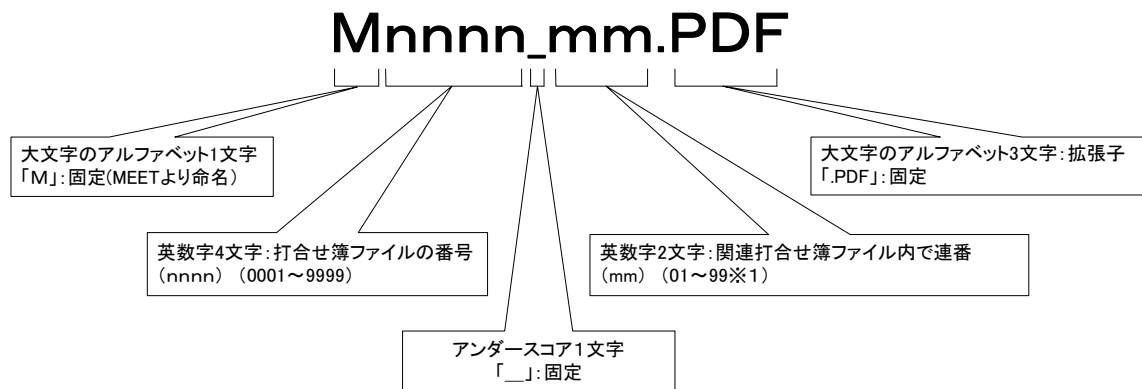 Mnnnn_mm.PDF
大文字のアルファベット1文字
「M」：固定(MEETより命名)
大文字のアルファベット3文字：拡張子
「.PDF」：固定
英数字4文字：打合せ簿ファイルの番号
(nnnn) (0001～9999)
英数字2文字：関連打合せ簿ファイル内で連番
(mm) (01～99※1)
アンダースコア1文字
「＿」：固定